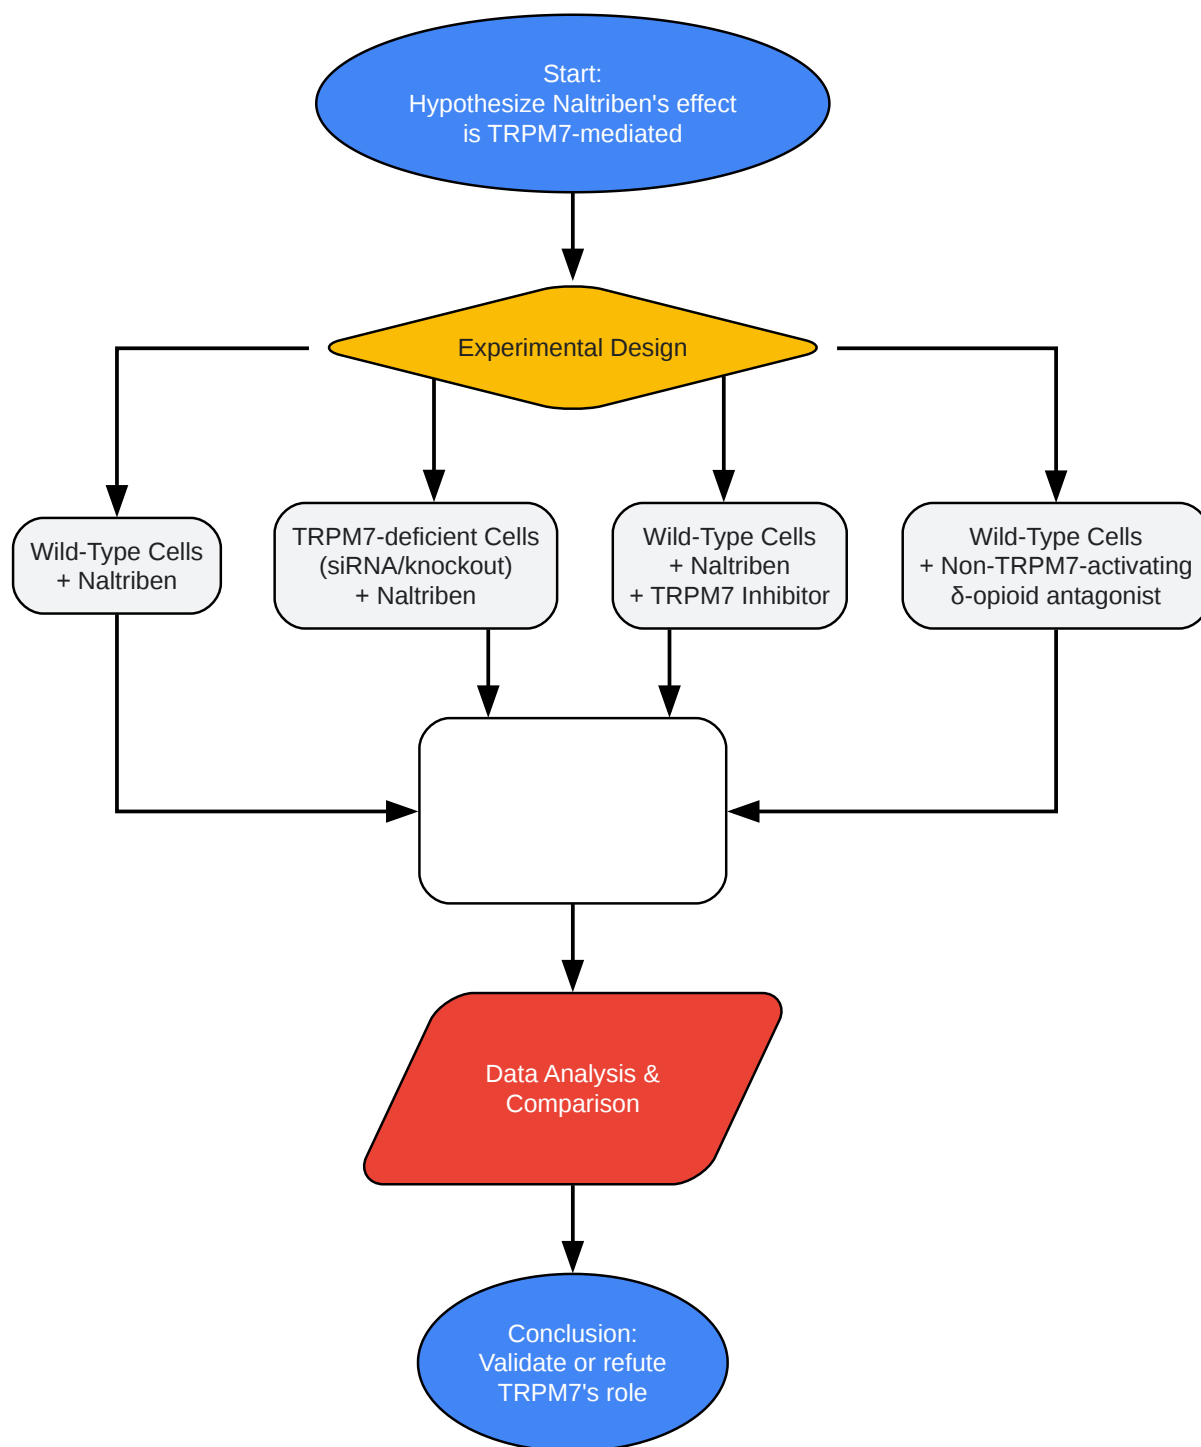 Start:
Hypothesize Naltriben's effect
is TRPM7-mediated
Experimental Design
Wild-Type Cells
+ Naltriben
TRPM7-deficient Cells
(siRNA/knockout)
+ Naltriben
Wild-Type Cells
+ Naltriben
+ TRPM7 Inhibitor
Wild-Type Cells
+ Non-TRPM7-activating
δ-opioid antagonist
Data Analysis &
Comparison
Conclusion:
Validate or refute
TRPM7's role